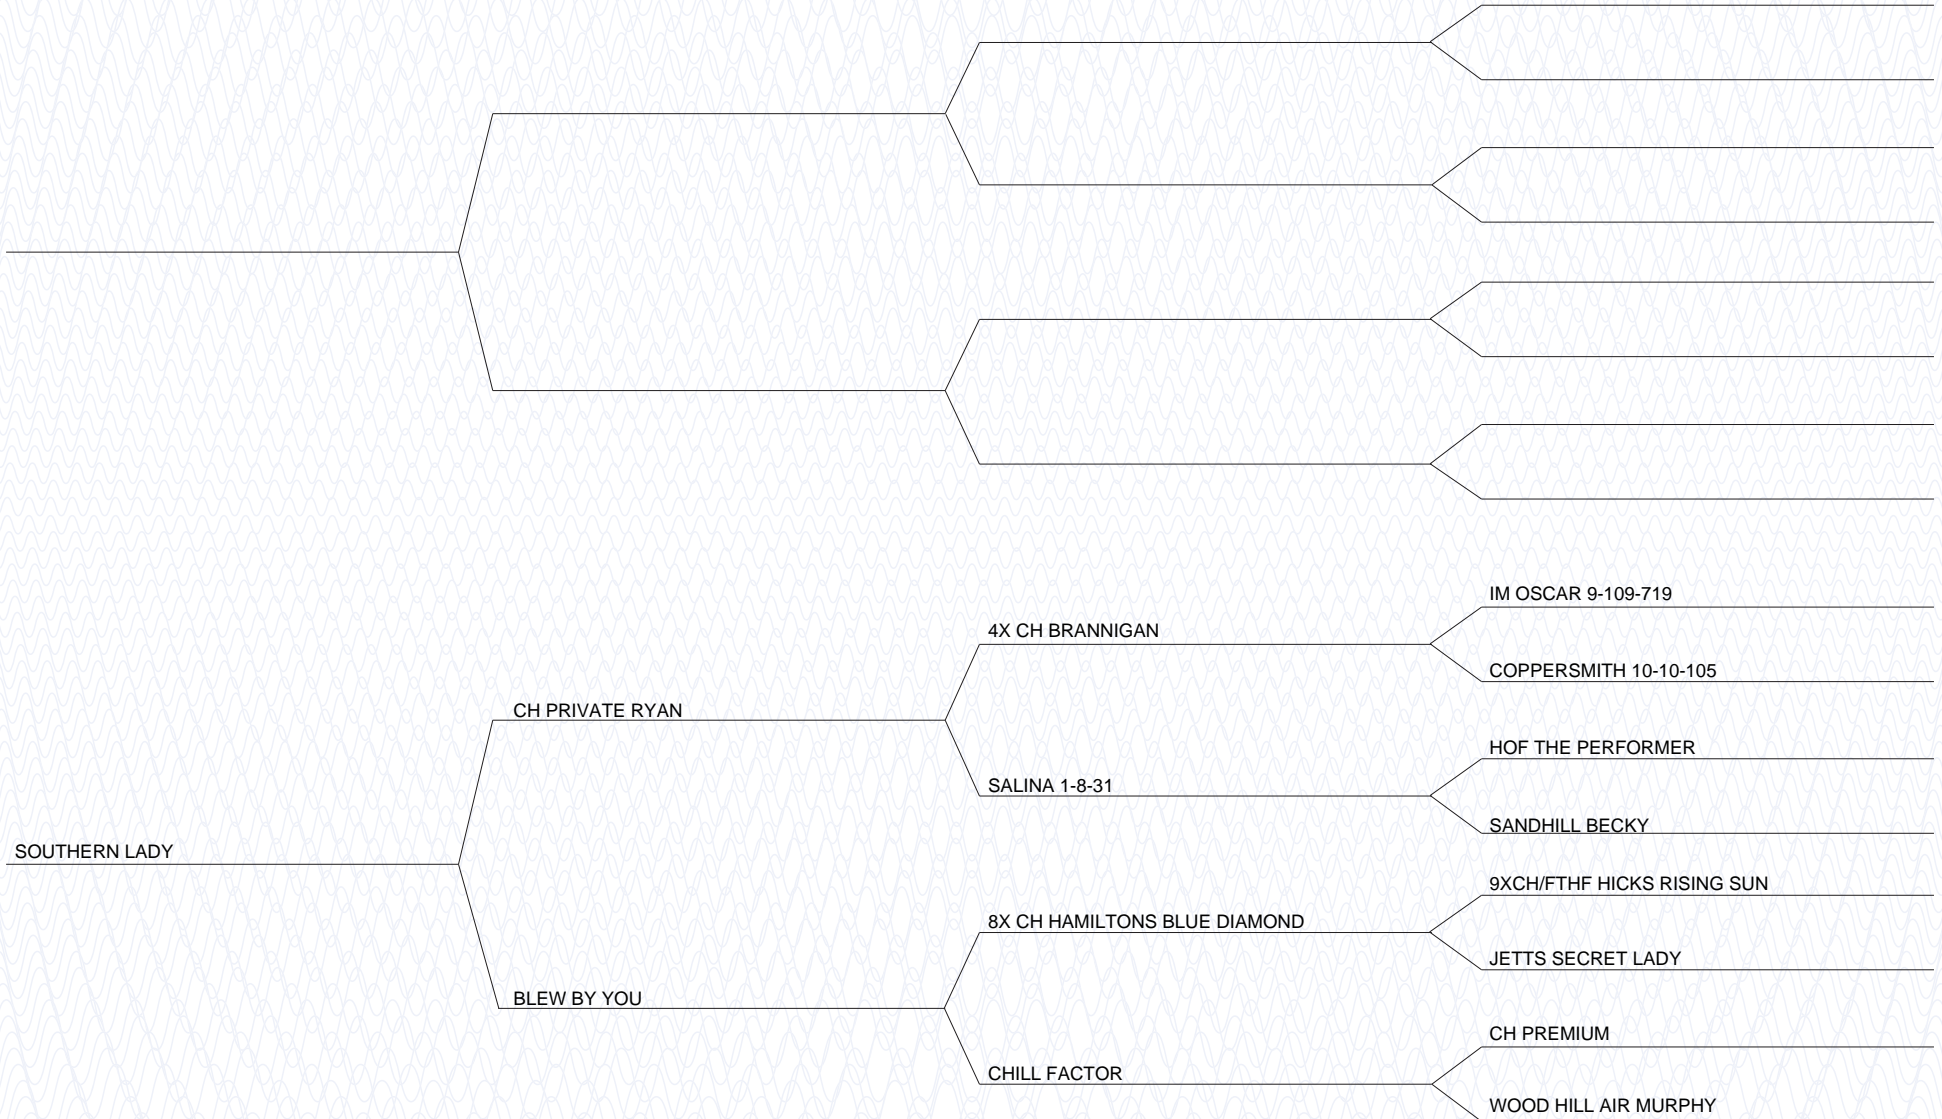 IM OSCAR 9-109-719
4X CH BRANNIGAN
COPPERSMITH 10-10-105
CH PRIVATE RYAN
HOF THE PERFORMER
SALINA 1-8-31
SANDHILL BECKY
SOUTHERN LADY
9XCH/FTHF HICKS RISING SUN
8X CH HAMILTONS BLUE DIAMOND
JETTS SECRET LADY
BLEW BY YOU
CH PREMIUM
CHILL FACTOR
WOOD HILL AIR MURPHY